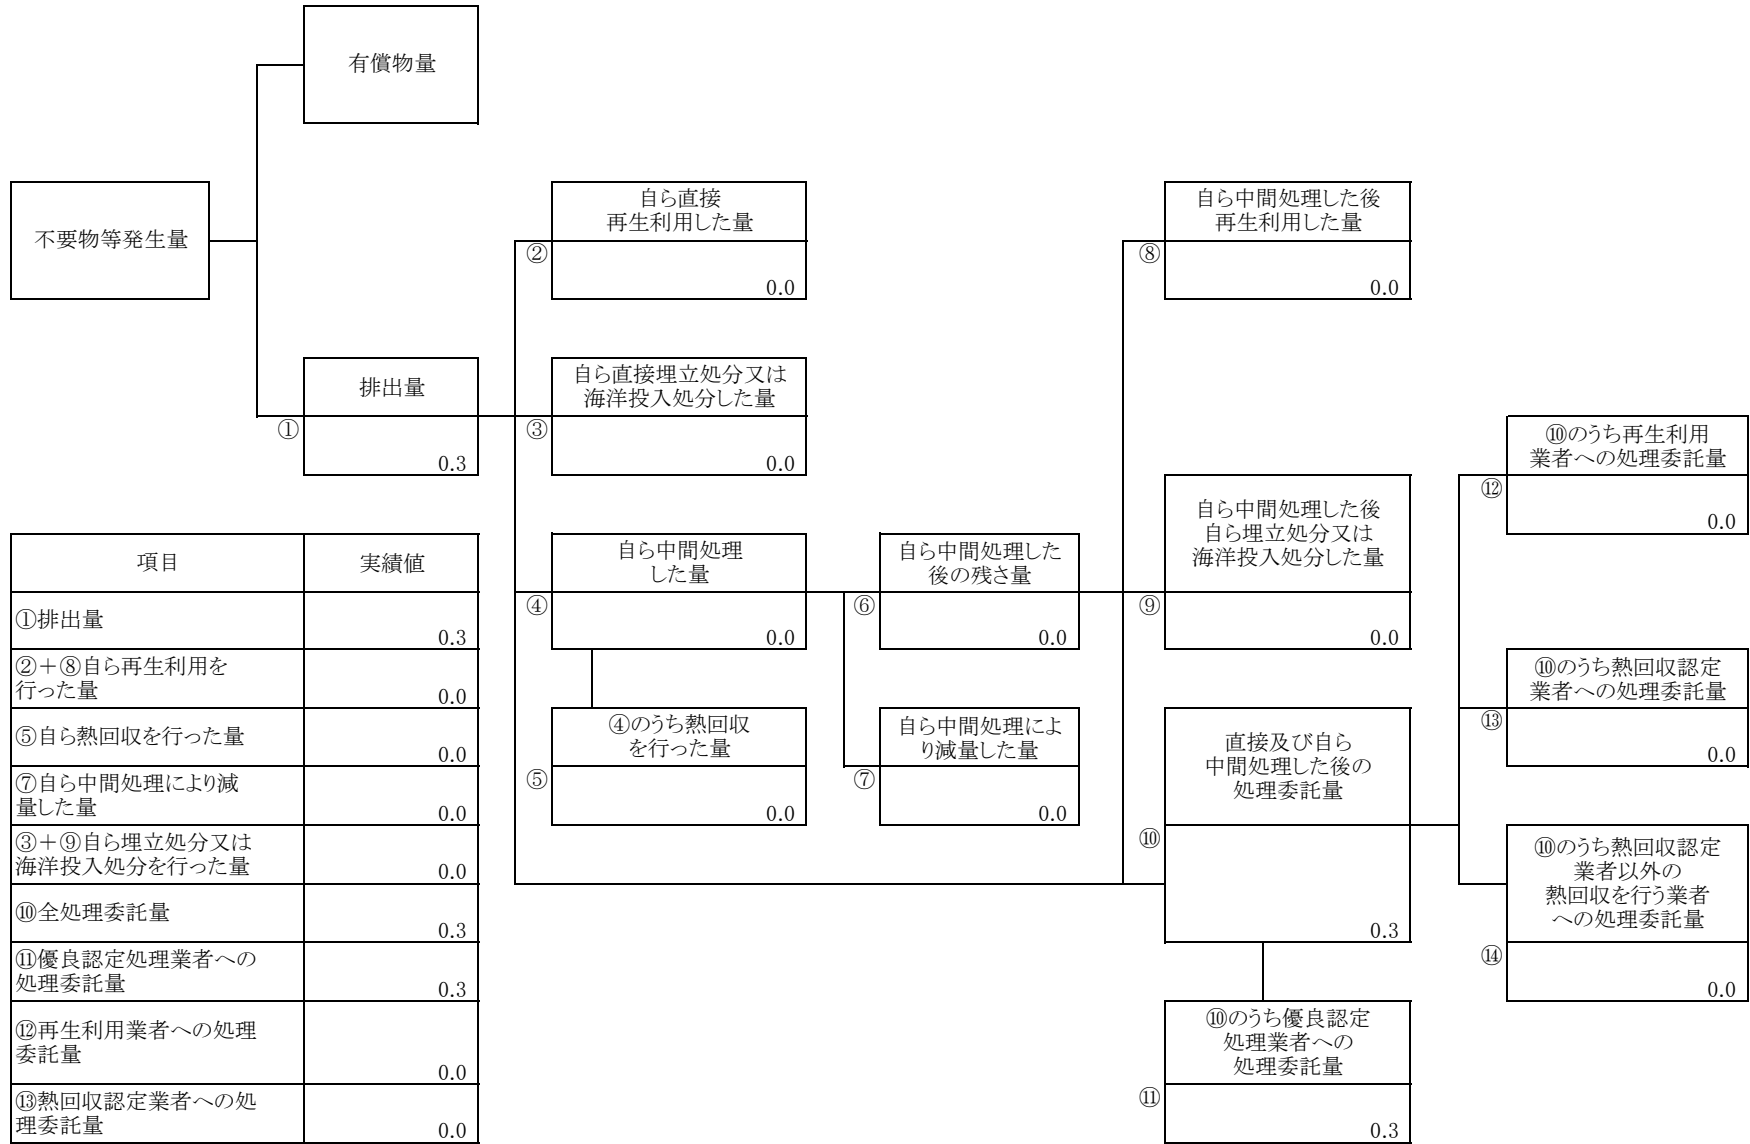 有償物量
不要物等発生量
自ら直接
再生利用した量
②
0.0
自ら中間処理した後
再生利用した量
⑧
0.0
排出量
①
0.3
自ら直接埋立処分又は
海洋投入処分した量
③
0.0
⑩のうち再生利用
業者への処理委託量
⑫
0.0
自ら中間処理
した量
④
0.0
自ら中間処理した
後の残さ量
⑥
0.0
自ら中間処理した後
自ら埋立処分又は
海洋投入処分した量
⑨
0.0
⑩のうち熱回収認定
業者への処理委託量
⑬
0.0
④のうち熱回収
を行った量
⑤
0.0
自ら中間処理によ
り減量した量
⑦
0.0
直接及び自ら
中間処理した後の
処理委託量
⑩
0.3
⑩のうち熱回収認定
業者以外の
熱回収を行う業者
への処理委託量
⑭
0.0
⑩のうち優良認定
処理業者への
処理委託量
⑪
0.3
項目 実績値
①排出量
0.3
②+⑧自ら再生利用を
行った量
0.0
⑤自ら熱回収を行った量
0.0
⑦自ら中間処理により減
量した量
0.0
③+⑨自ら埋立処分又は
海洋投入処分を行った量
0.0
⑩全処理委託量
0.3
⑪優良認定処理業者への
処理委託量
0.3
⑫再生利用業者への処理
委託量
0.0
⑬熱回収認定業者への処
理委託量
0.0